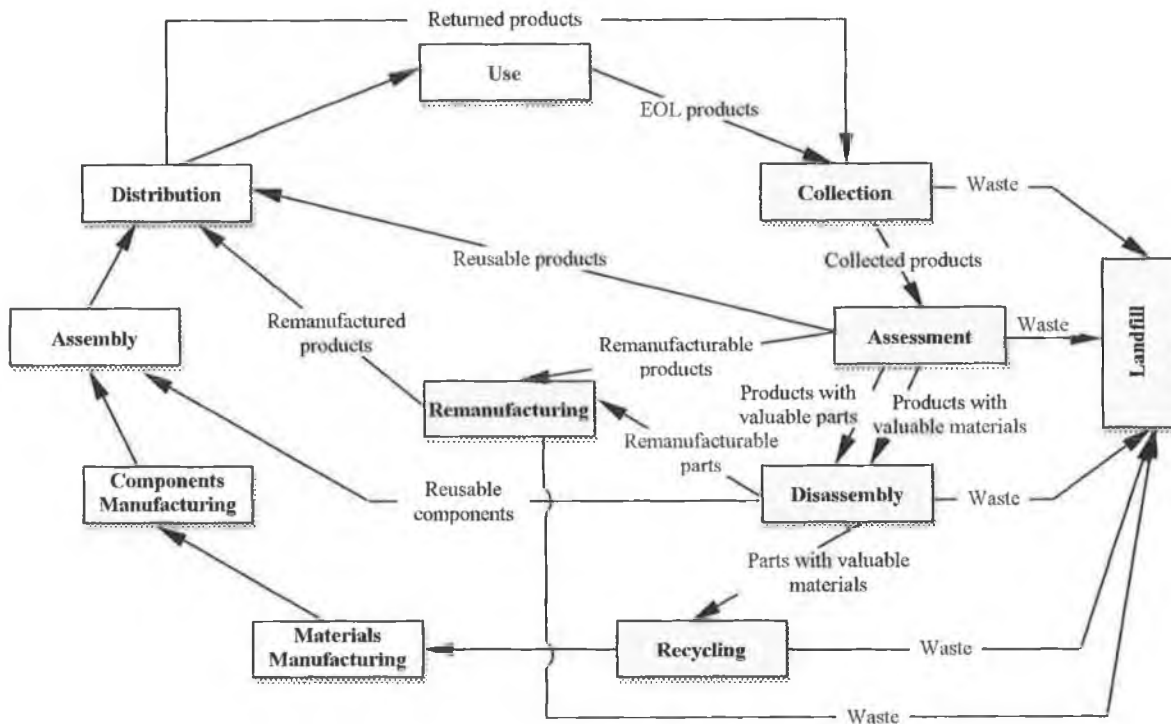 Returned products
Use
EOL products
Distribution
Collection
Waste
Reusable products
Collected products
Assembly
Remanufactured
products
Assessment
Waste
Landfill
Remanufacturable
products
Remanufacturing
Products with
valuable parts
Products with
valuable materials
Remanufacturable
parts
Components
Manufacturing
Reusable
components
Disassembly
Waste
Parts with valuable
materials
Materials
Manufacturing
Recycling
Waste
Waste